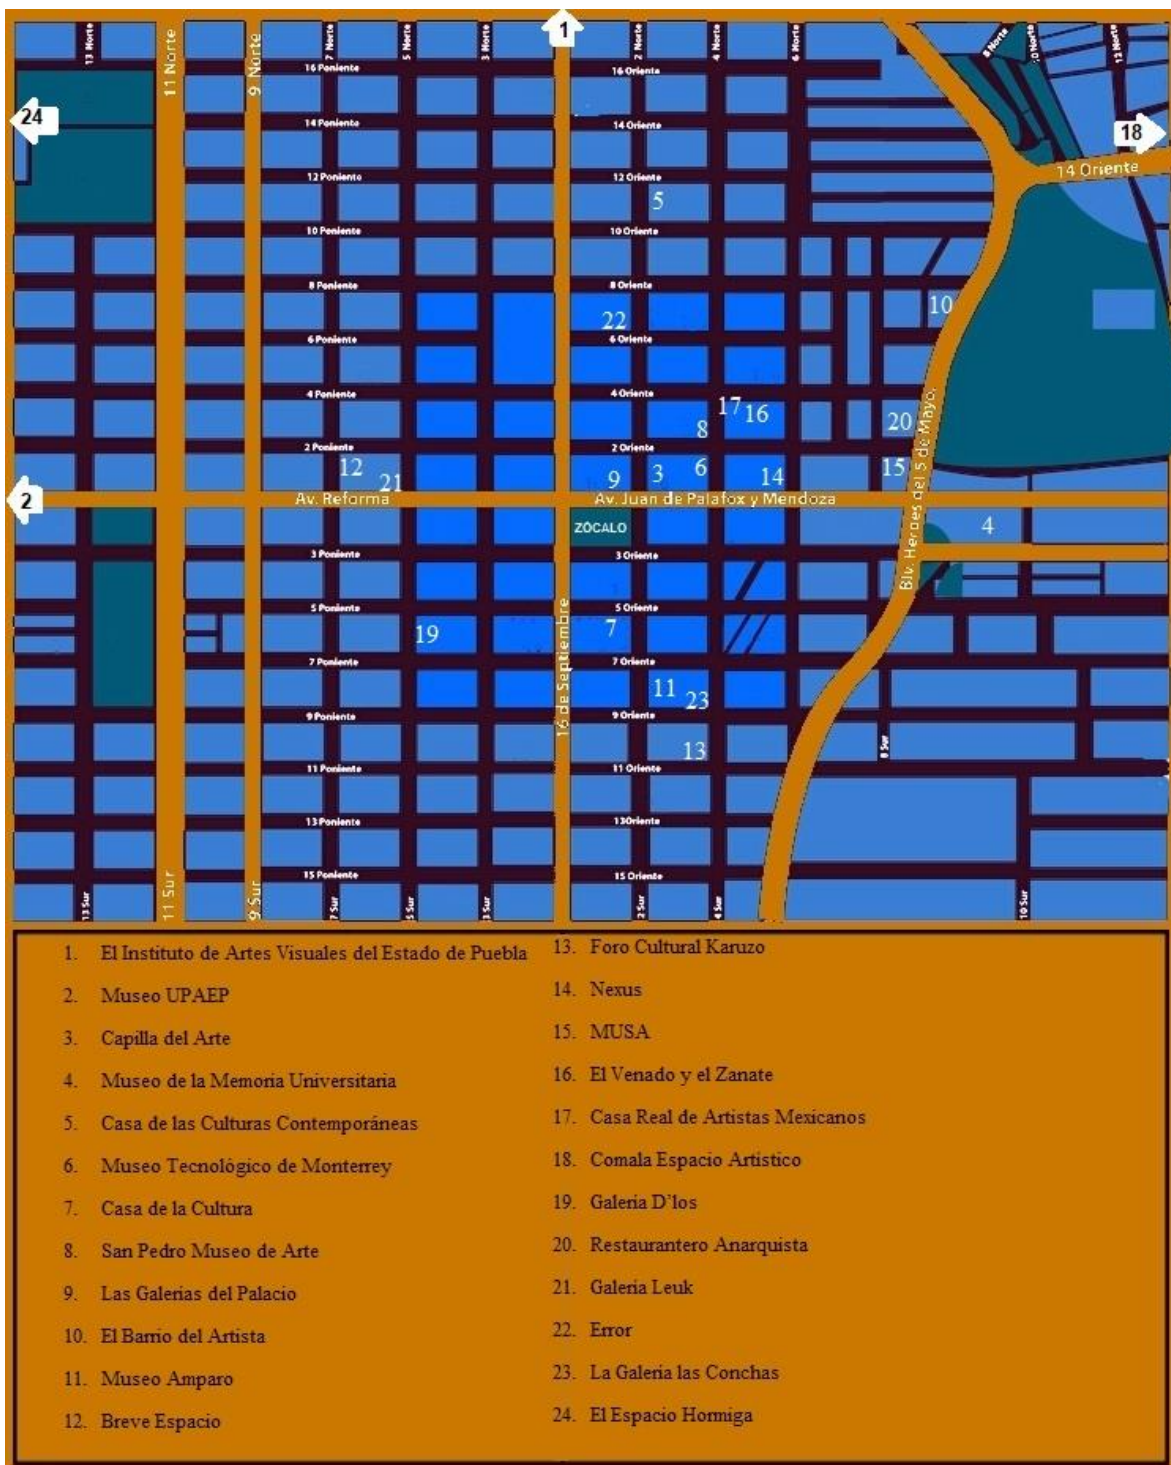 1
13 Norte
11 Norte
9 Norte
7 Norte
5 Norte
3 Norte
2 Norte
4 Norte
6 Norte
8 Norte
10 Norte
12 Norte
16 Poniente
16 Oriente
24
14 Poniente
14 Oriente
18
14 Oriente
12 Poniente
12 Oriente
5
10 Poniente
10 Oriente
8 Poniente
8 Oriente
10
22
6 Poniente
6 Oriente
4 Poniente
4 Oriente
17
16
8
20
Blv. Heroes del 5 de Mayo.
2 Poniente
2 Oriente
12
21
9
3
6
14
15
2
Av. Reforma
Av. Juan de Palafox y Mendoza
ZÓCALO
4
3 Poniente
3 Oriente
16 de Septiembre
5 Poniente
5 Oriente
19
7
7 Poniente
7 Oriente
11
23
9 Poniente
9 Oriente
13
8 Sur
11 Poniente
11 Oriente
13 Poniente
13 Oriente
15 Poniente
15 Oriente
13 Sur
11 Sur
9 Sur
7 Sur
5 Sur
3 Sur
2 Sur
4 Sur
10 Sur
1. El Instituto de Artes Visuales del Estado de Puebla
2. Museo UPAEP
3. Capilla del Arte
4. Museo de la Memoria Universitaria
5. Casa de las Culturas Contemporáneas
6. Museo Tecnológico de Monterrey
7. Casa de la Cultura
8. San Pedro Museo de Arte
9. Las Galerías del Palacio
10. El Barrio del Artista
11. Museo Amparo
12. Breve Espacio
13. Foro Cultural Karuzo
14. Nexus
15. MUSA
16. El Venado y el Zanate
17. Casa Real de Artistas Mexicanos
18. Comala Espacio Artístico
19. Galería D'los
20. Restaurantero Anarquista
21. Galería Leuk
22. Error
23. La Galería las Conchas
24. El Espacio Hormiga